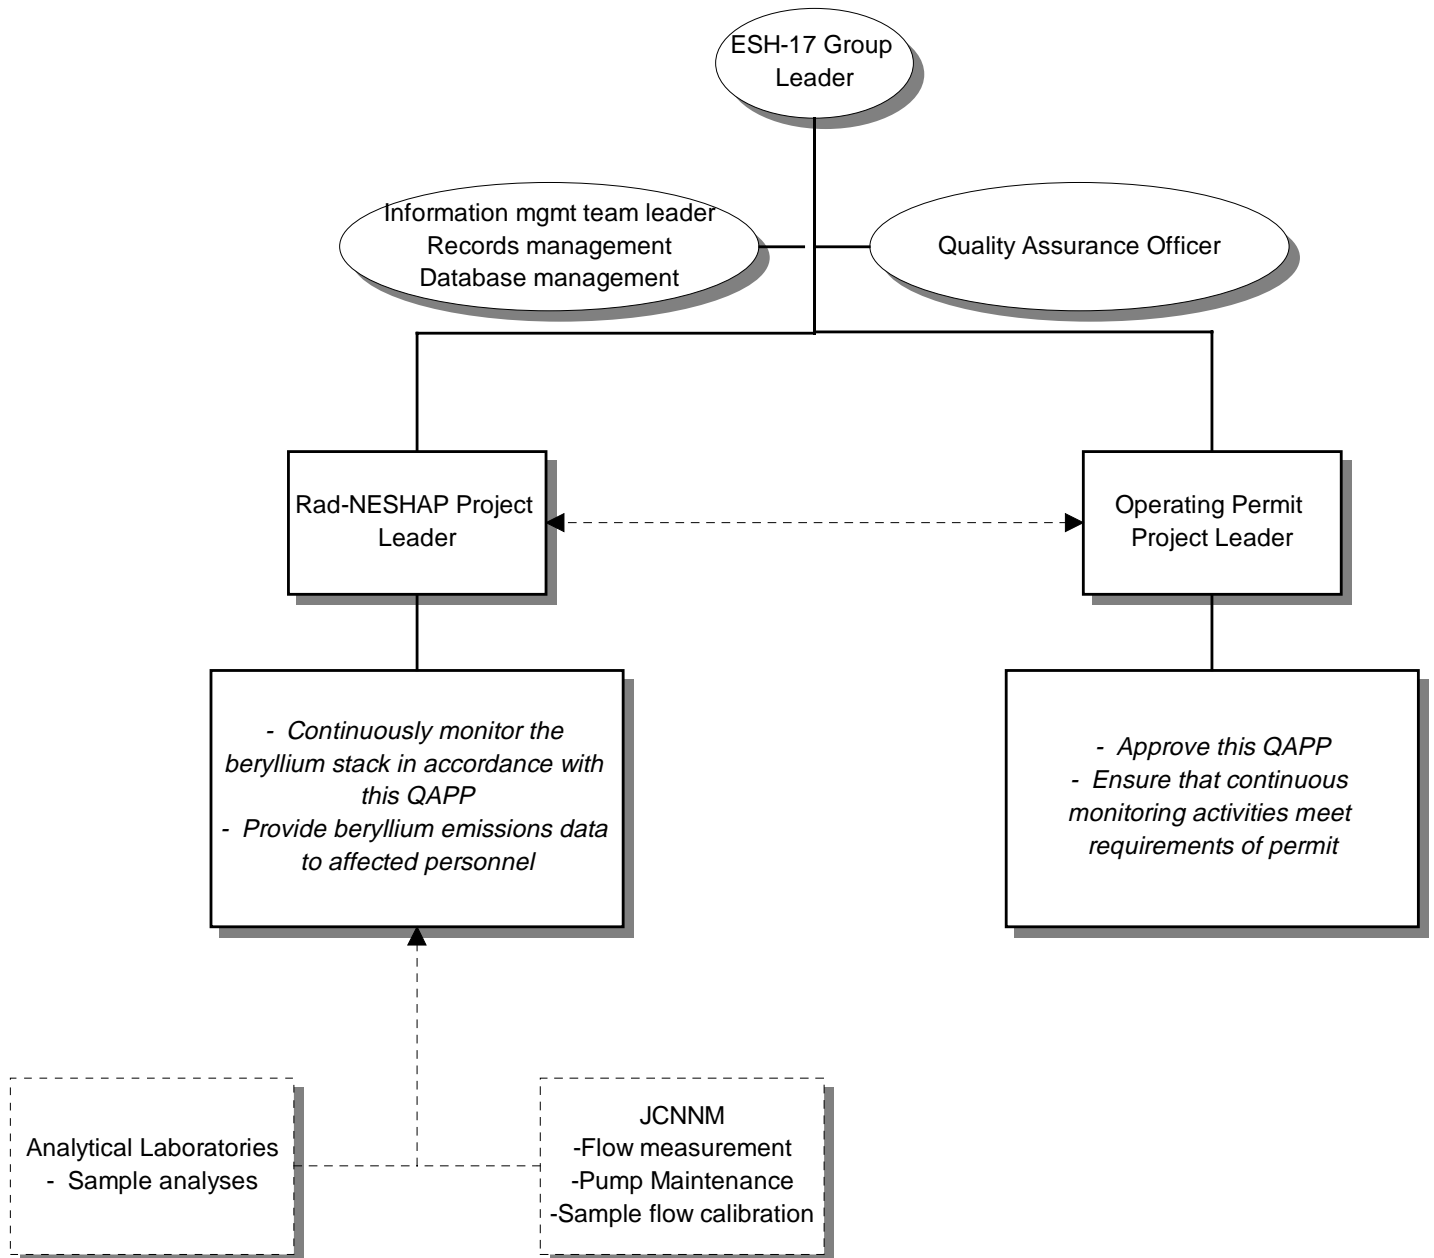 ESH-17 Group
Leader
Information mgmt team leader
Records management
Database management
Quality Assurance Officer
Rad-NESHAP Project
Leader
Operating Permit
Project Leader
- Continuously monitor the
beryllium stack in accordance with
this QAPP
- Provide beryllium emissions data
to affected personnel
- Approve this QAPP
- Ensure that continuous
monitoring activities meet
requirements of permit
Analytical Laboratories
- Sample analyses
JCNNM
-Flow measurement
-Pump Maintenance
-Sample flow calibration